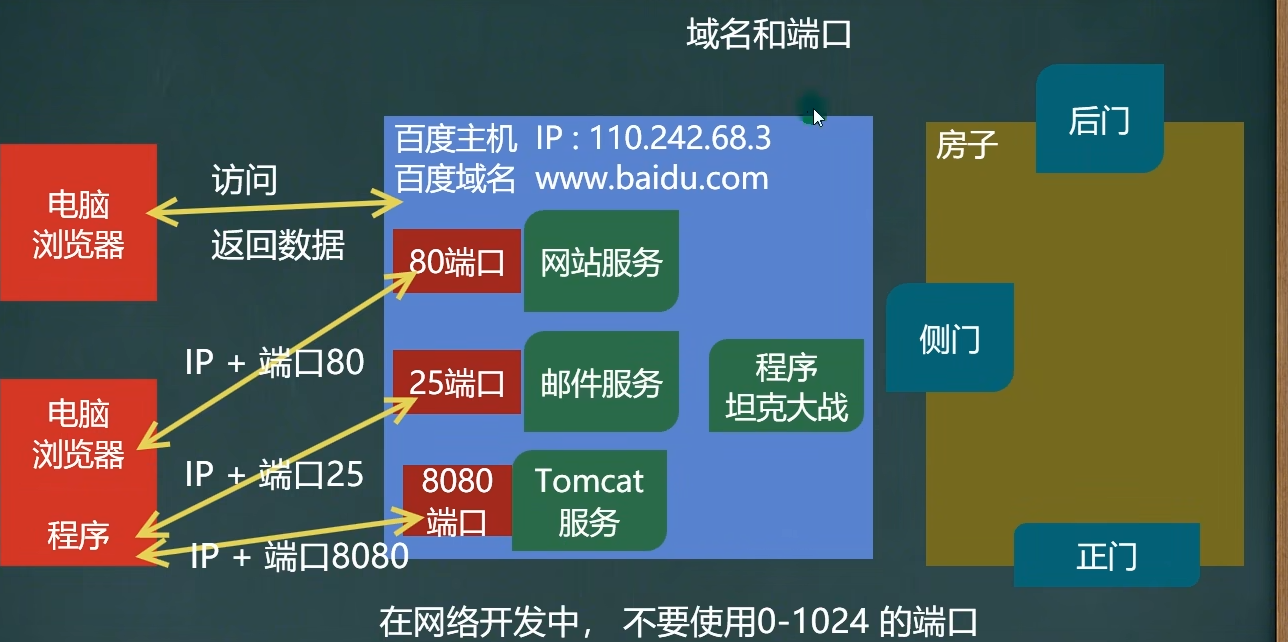 域名和端口
百度主机 IP : 110.242.68.3
百度域名 www.baidu.com
电脑
浏览器
访问
返回数据
80端口
网站服务
IP + 端口80
25端口
邮件服务
程序
坦克大战
电脑
浏览器
程序
IP + 端口25
8080
端口
Tomcat
服务
IP + 端口8080
房子
后门
侧门
正门
在网络开发中， 不要使用0-1024 的端口